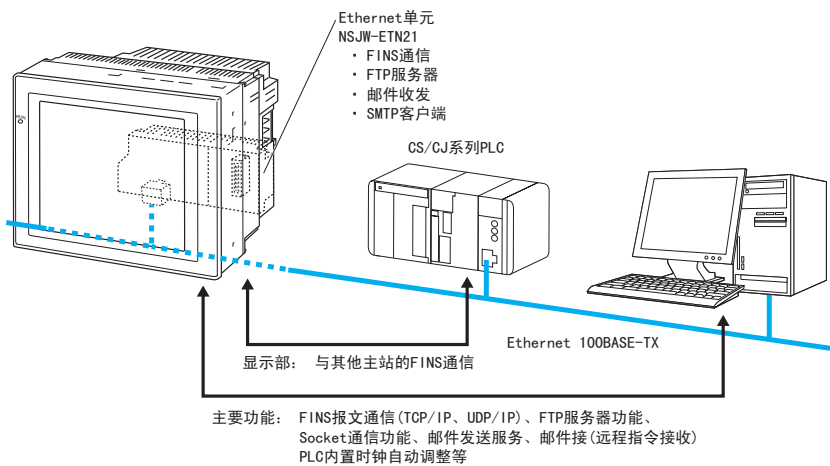 Ethernet单元
NSJW-ETN21
· FINS通信
· FTP服务器
· 邮件收发
· SMTP客户端
CS/CJ系列PLC
Ethernet 100BASE-TX
显示部： 与其他主站的FINS通信
主要功能： FINS报文通信(TCP/IP、UDP/IP)、FTP服务器功能、
Socket通信功能、邮件发送服务、邮件接(远程指令接收)
PLC内置时钟自动调整等